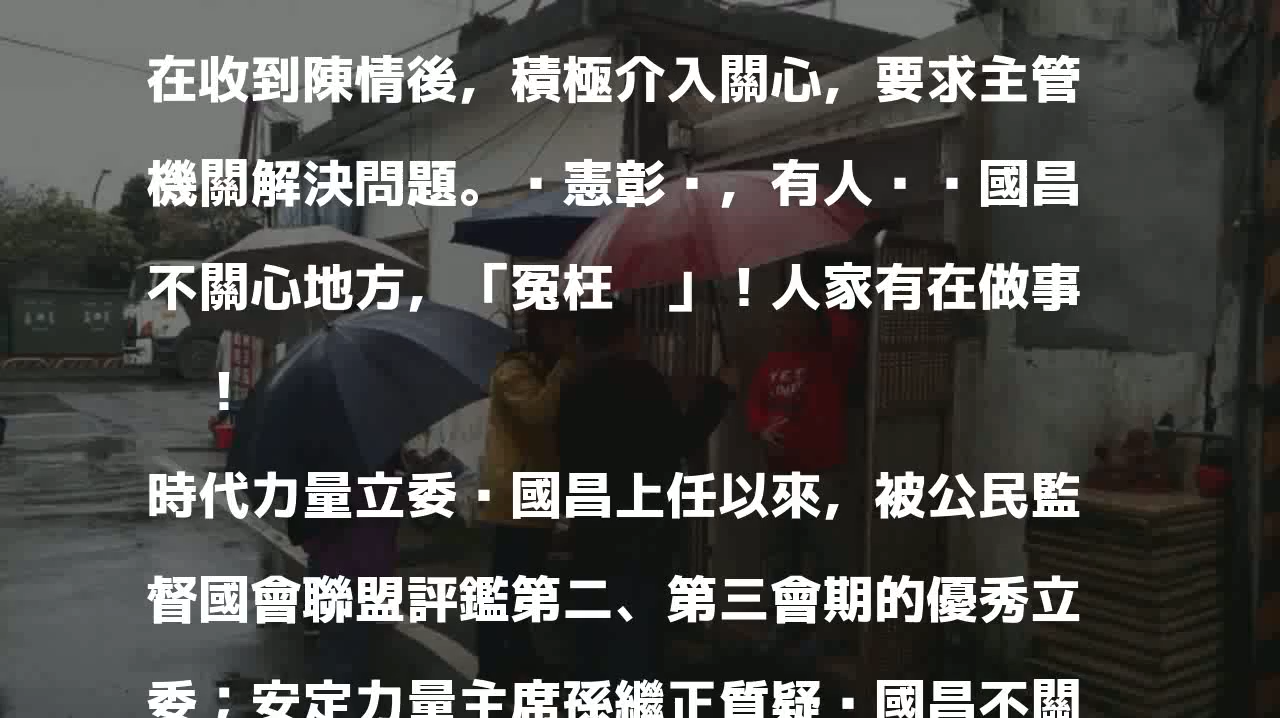 在收到陳情後，積極介入關心，要求主管
機關解決問題。▪憲彰▪，有人▪▪國昌
不關心地方，「冤枉　」！人家有在做事
！
時代力量立委▪國昌上任以來，被公民監
督國會聯盟評鑑第二、第三會期的優秀立
委；安定力量主席孫繼正質疑▪國昌不關
YES